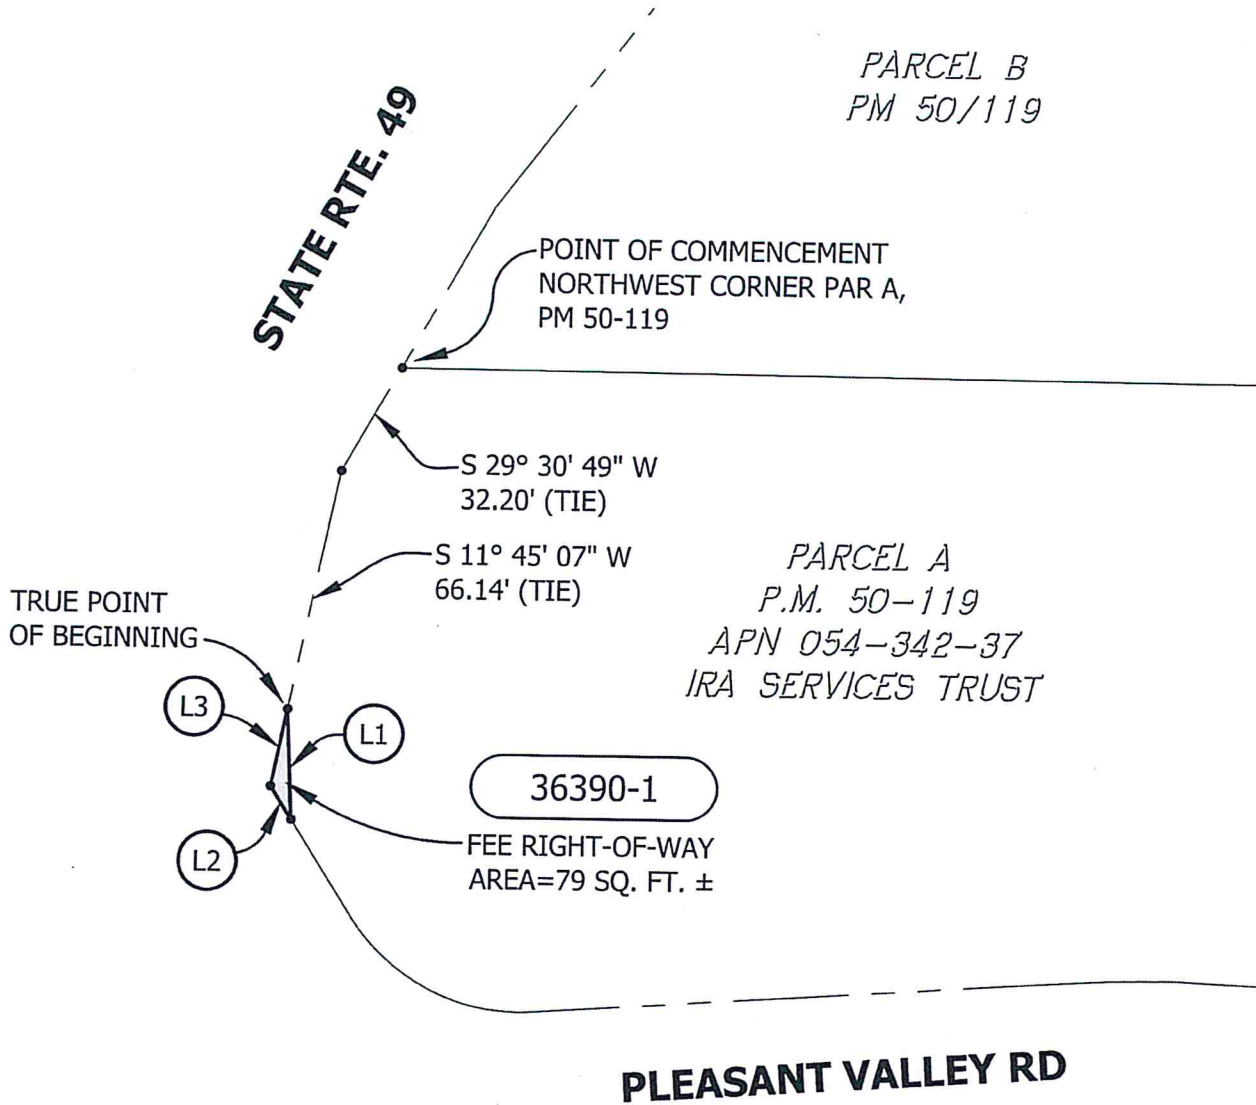 PARCEL B
PM 50/119
STATE RTE. 49
POINT OF COMMENCEMENT
NORTHWEST CORNER PAR A,
PM 50-119
S 29° 30' 49" W
32.20' (TIE)
S 11° 45' 07" W
66.14' (TIE)
PARCEL A
P.M. 50-119
APN 054-342-37
IRA SERVICES TRUST
TRUE POINT
OF BEGINNING
L3
L1
36390-1
L2
FEE RIGHT-OF-WAY
AREA=79 SQ. FT. ±
PLEASANT VALLEY RD